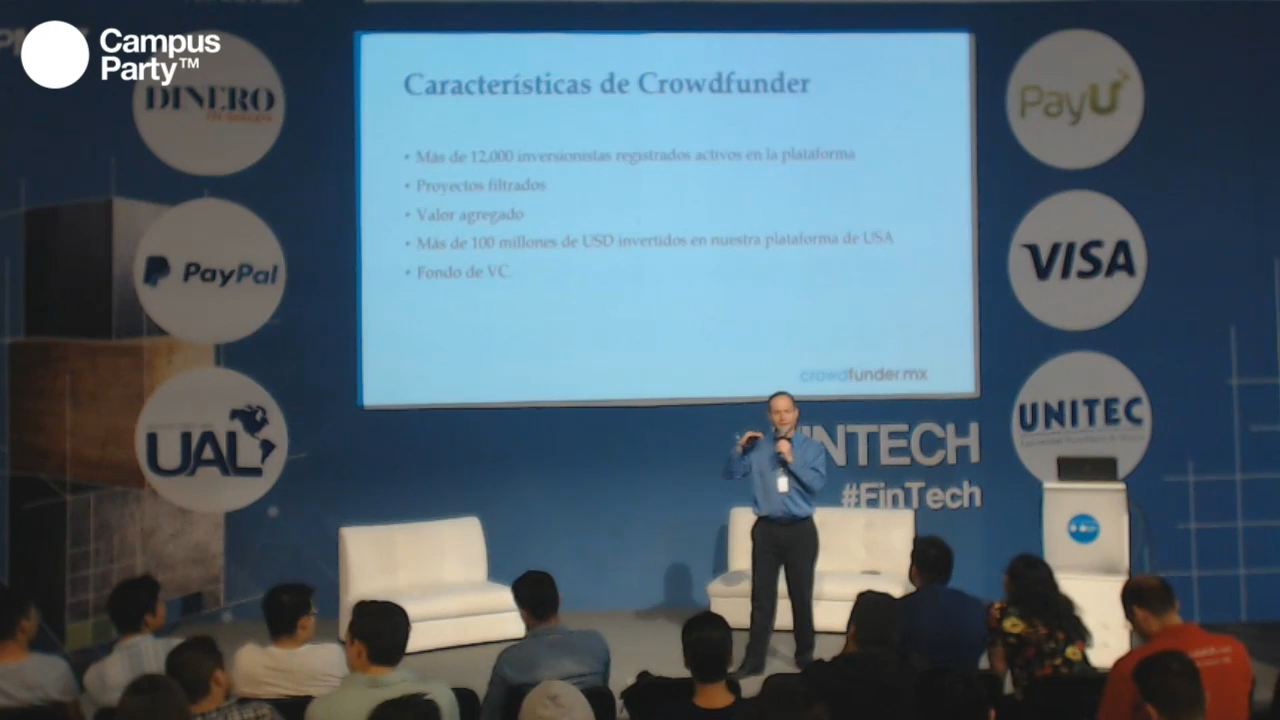 Campus
Party™
DINERO
PayPal
UAL
Características de Crowdfunder
• Más de 12,000 inversionistas registrados activos en la plataforma
• Proyectos filtrados
• Valor agregado
• Más de 100 millones de USD invertidos en nuestra plataforma de USA
• Fondo de VC.
crowdfunder.mx
INTECH
#FinTech
PayU
VISA
UNITEC